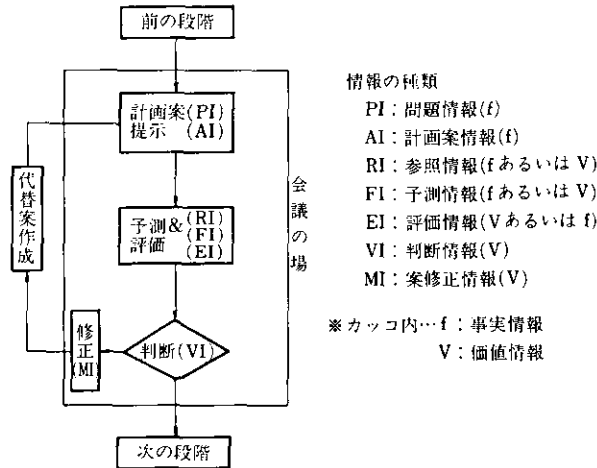 前の段階
計画案(PI)
提示 (AI)
代替案作成
予測& (RI)
(FI)
評価 (EI)
会議の場
修正(MI)
判断(VI)
次の段階
情報の種類
PI：問題情報(f)
AI：計画案情報(f)
RI：参照情報(fあるいはV)
FI：予測情報(fあるいはV)
EI：評価情報(Vあるいはf)
VI：判断情報(V)
MI：案修正情報(V)
※カッコ内…f：事実情報
V：価値情報